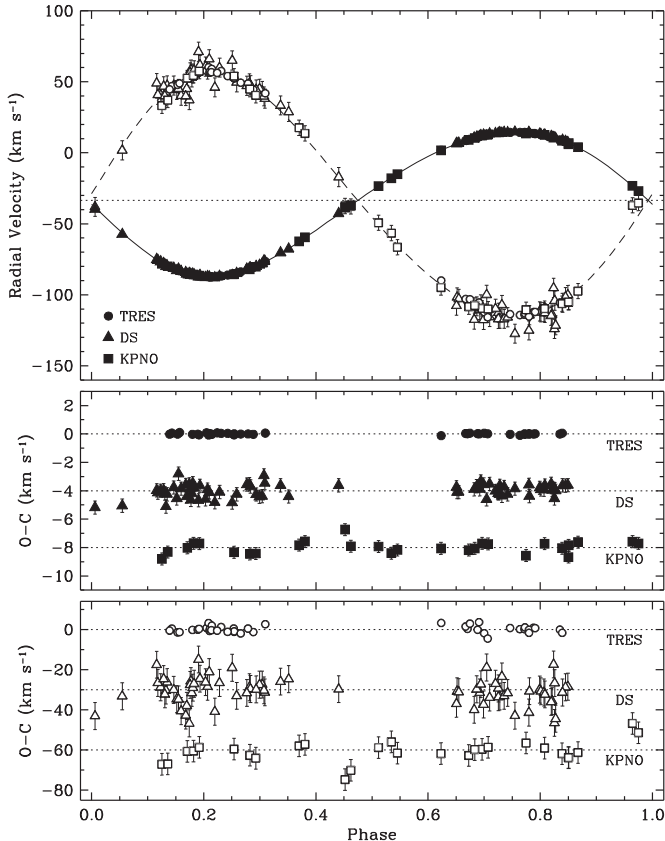 100
50
0
−50
−100
−150
Radial Velocity (km s⁻¹)
TRES
DS
KPNO
2
0
−2
−4
−6
−8
−10
O−C (km s⁻¹)
TRES
DS
KPNO
0
−20
−40
−60
−80
O−C (km s⁻¹)
TRES
DS
KPNO
0.0 0.2 0.4 0.6 0.8 1.0
Phase